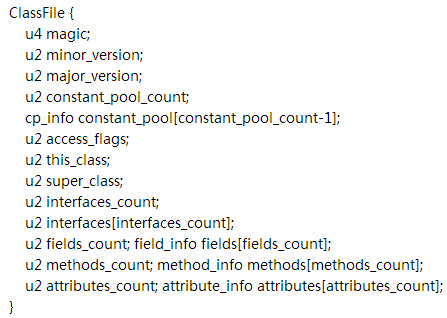 ClassFile {
u4 magic;
u2 minor_version;
u2 major_version;
u2 constant_pool_count;
cp_info constant_pool[constant_pool_count-1];
u2 access_flags;
u2 this_class;
u2 super_class;
u2 interfaces_count;
u2 interfaces[interfaces_count];
u2 fields_count; field_info fields[fields_count];
u2 methods_count; method_info methods[methods_count];
u2 attributes_count; attribute_info attributes[attributes_count];
}